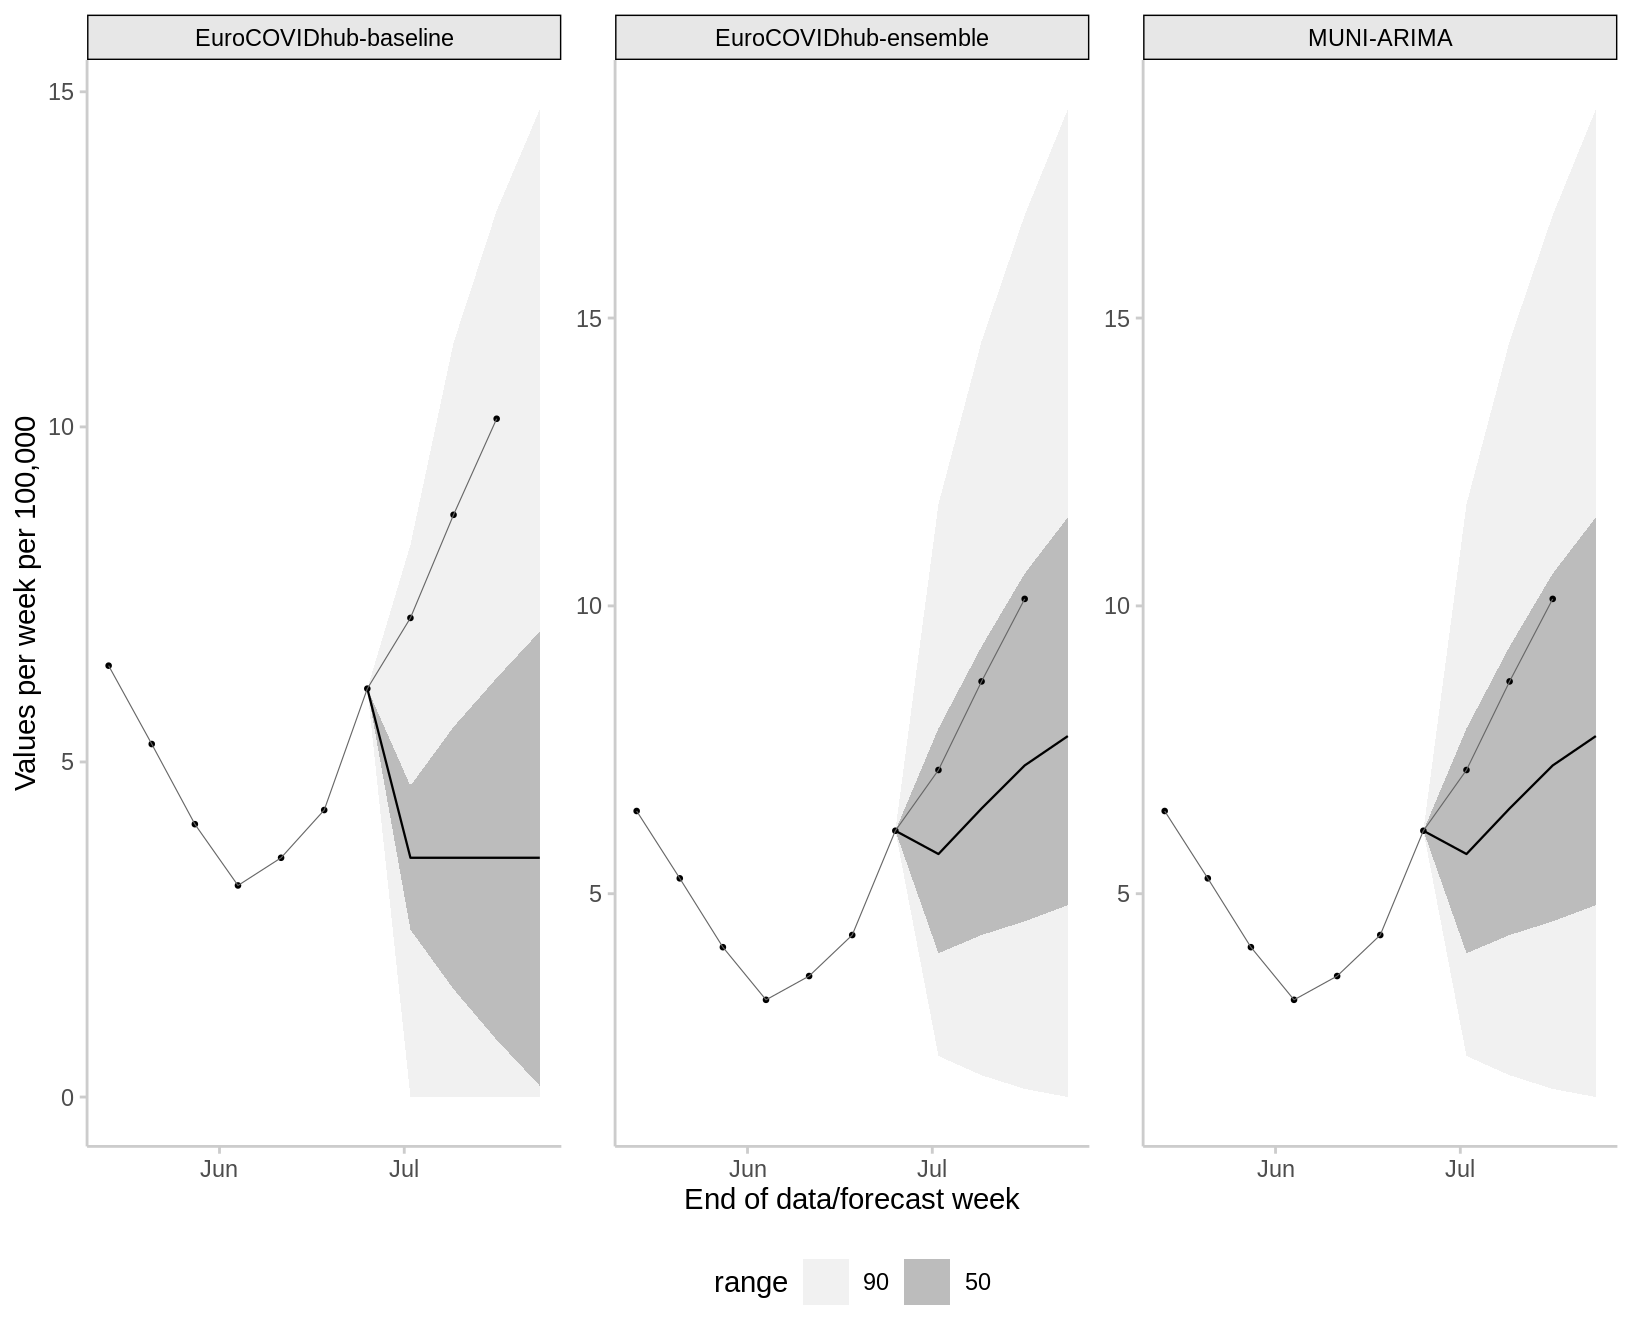 EuroCOVIDhub-baseline
EuroCOVIDhub-ensemble
MUNI-ARIMA
Values per week per 100,000
15
10
5
0
15
10
5
15
10
5
Jun
Jul
Jun
Jul
Jun
Jul
End of data/forecast week
range 90 50